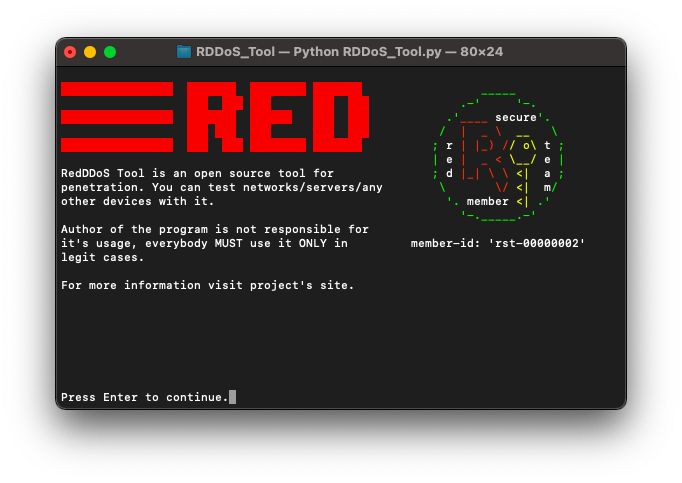 RDDoS_Tool — Python RDDoS_Tool.py — 80×24
RED
secure
red
team
member
RedDDoS Tool is an open source tool for
penetration. You can test networks/servers/any
other devices with it.
Author of the program is not responsible for
it's usage, everybody MUST use it ONLY in
legit cases.
member-id: 'rst-00000002'
For more information visit project's site.
Press Enter to continue.